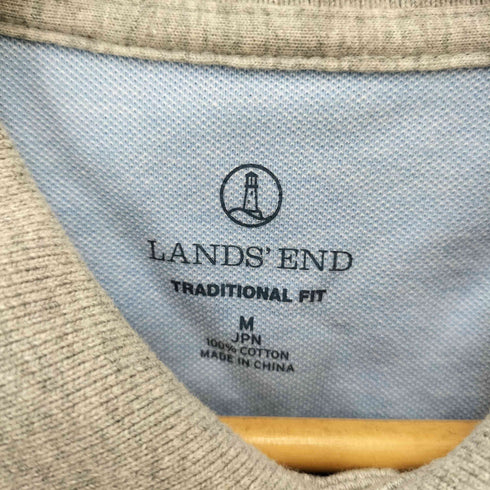 LANDS' END
TRADITIONAL FIT
M
JPN
100% COTTON
MADE IN CHINA